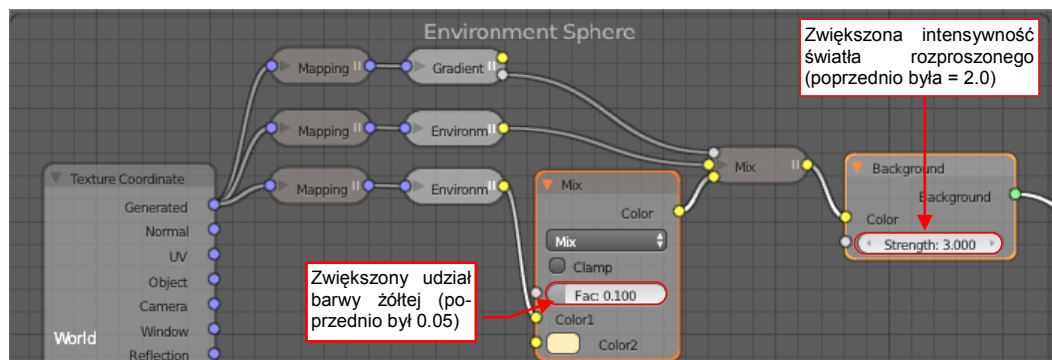 Environment Sphere
Zwiększona intensywność
światła rozproszonego
(poprzednio była = 2.0)
Mapping
Gradient
Mapping
Environm
Mapping
Environm
Mix
Texture Coordinate
Generated
Normal
UV
Object
Camera
Window
Reflection
World
Mix
Color
Mix
Clamp
Fac: 0.100
Color1
Color2
Zwiększony udział
barwy żółtej (po-
przednio był 0.05)
Background
Background
Color
Strength: 3.000